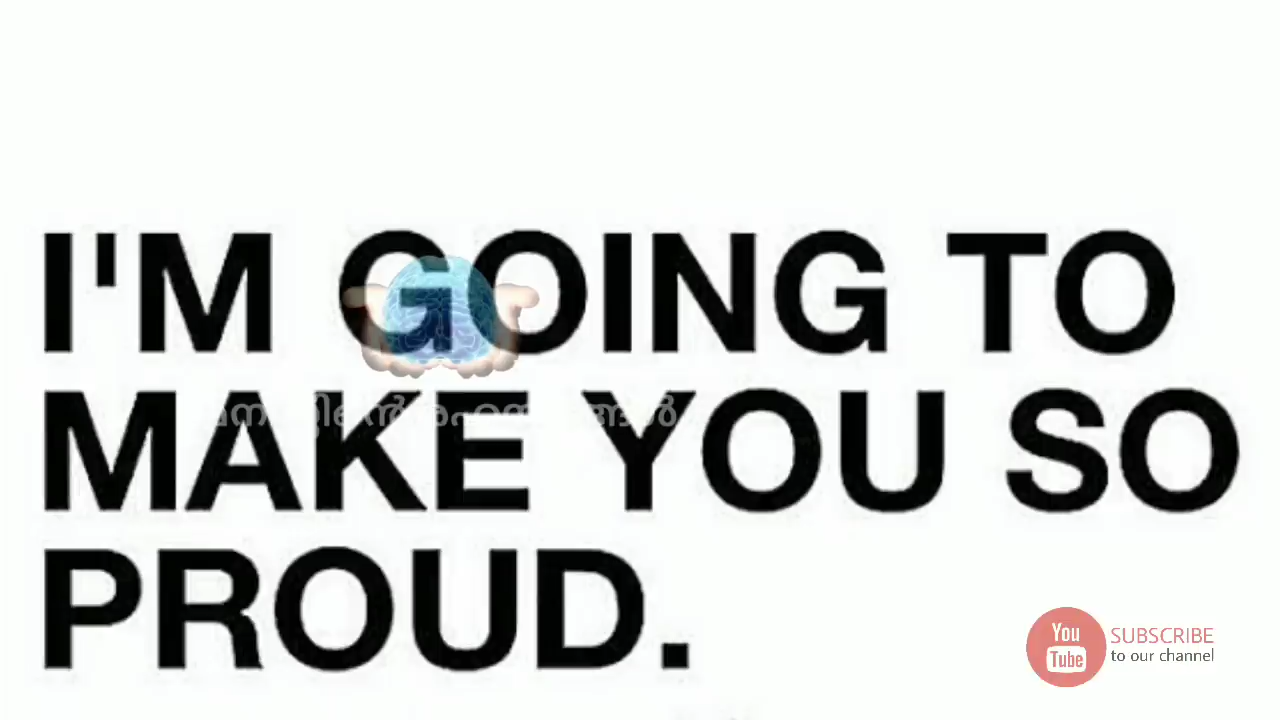 I'M GOING TO
MAKE YOU SO
PROUD.
You
Tube
SUBSCRIBE
to our channel